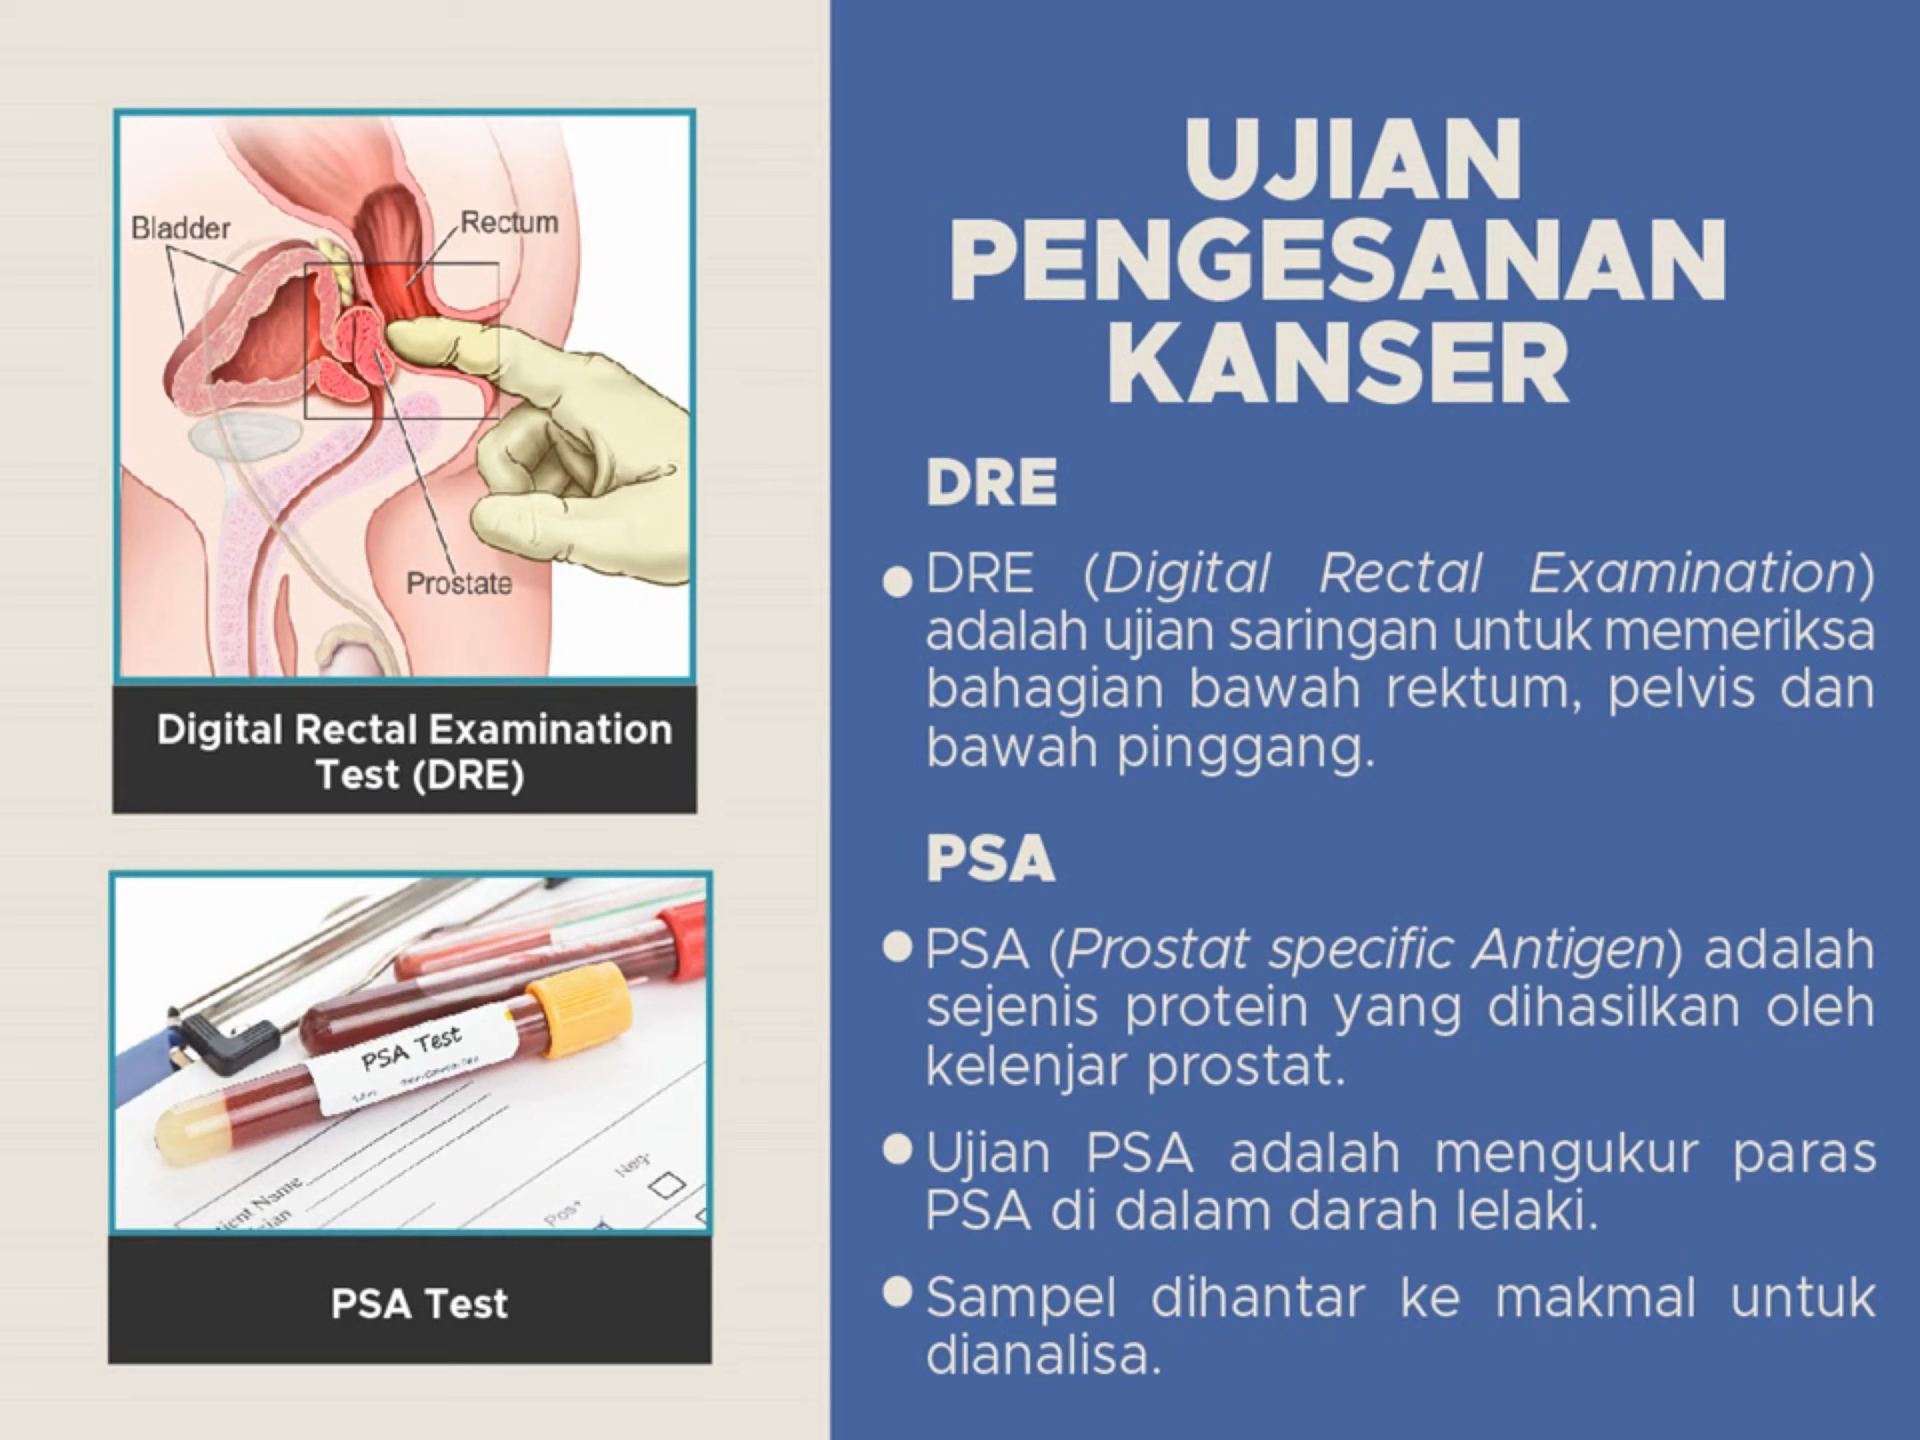 Bladder
Rectum
Prostate
Digital Rectal Examination
Test (DRE)
PSA Test
Pos+
Neg-
PSA Test
UJIAN
PENGESANAN
KANSER
DRE
● DRE (Digital Rectal Examination)
adalah ujian saringan untuk memeriksa
bahagian bawah rektum, pelvis dan
bawah pinggang.
PSA
● PSA (Prostat specific Antigen) adalah
sejenis protein yang dihasilkan oleh
kelenjar prostat.
● Ujian PSA adalah mengukur paras
PSA di dalam darah lelaki.
● Sampel dihantar ke makmal untuk
dianalisa.